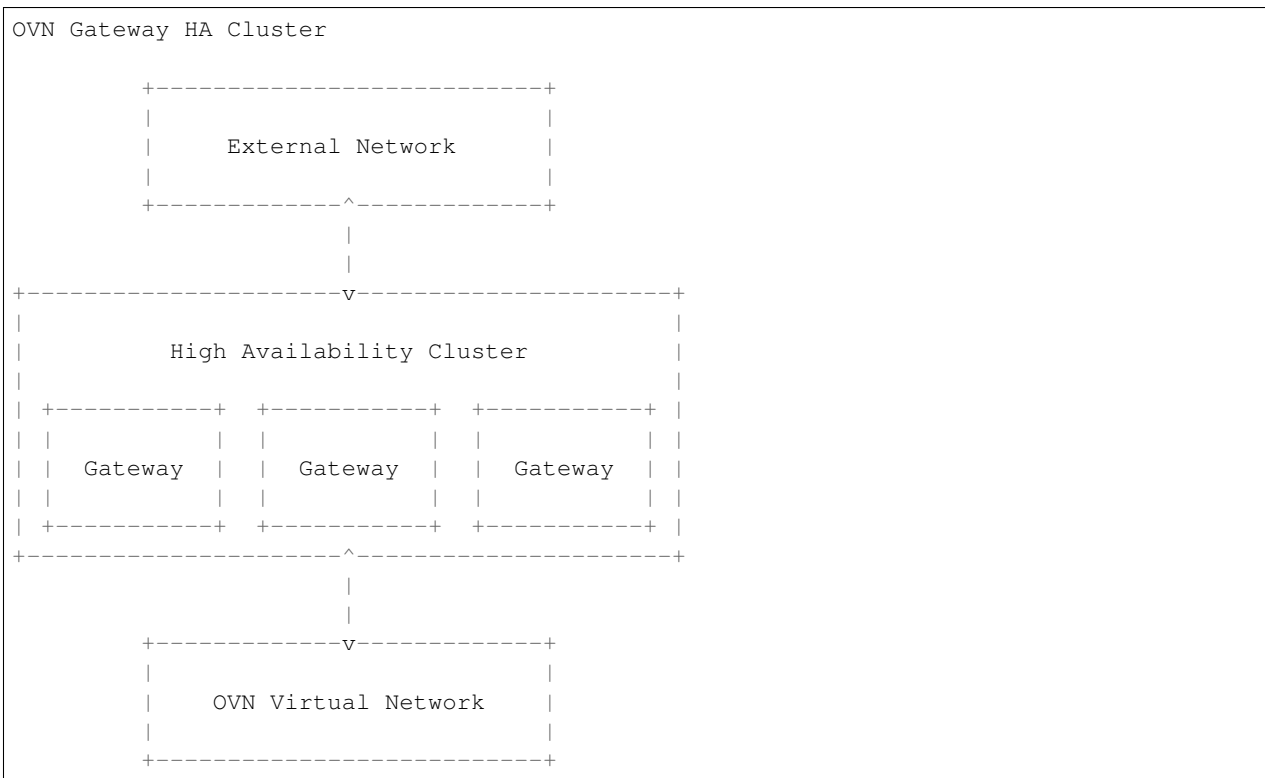 OVN Gateway HA Cluster
External Network
High Availability Cluster
Gateway Gateway Gateway
OVN Virtual Network